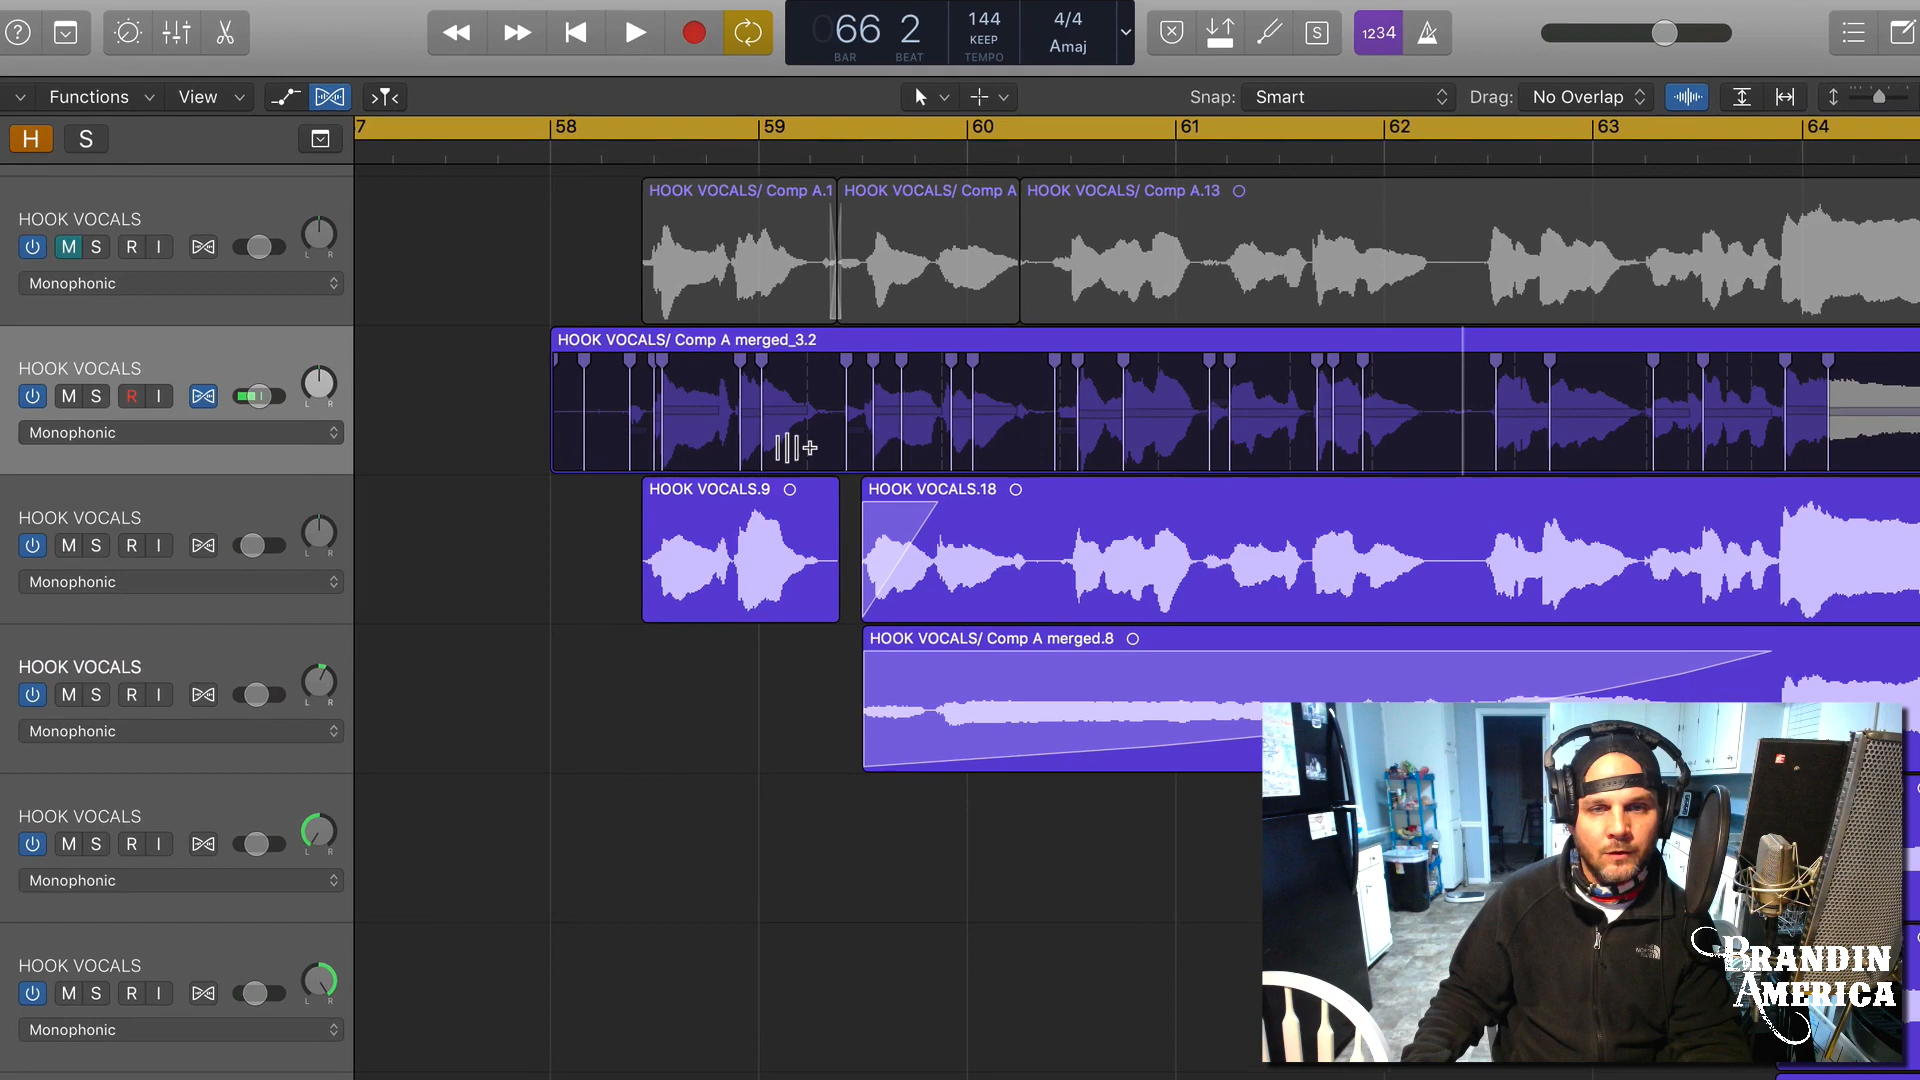 66 2 144 4/4
KEEP Amaj
BAR BEAT TEMPO
S 1234
Functions View Snap: Smart Drag: No Overlap
H S
7 58 59 60 61 62 63 64
HOOK VOCALS/ Comp A.1 HOOK VOCALS/ Comp A HOOK VOCALS/ Comp A.13
HOOK VOCALS
M S R I L R
Monophonic
HOOK VOCALS/ Comp A merged_3.2
HOOK VOCALS
M S R I L R
Monophonic
HOOK VOCALS.9 HOOK VOCALS.18
HOOK VOCALS
M S R I L R
Monophonic
HOOK VOCALS/ Comp A merged.8
HOOK VOCALS
M S R I L R
Monophonic
HOOK VOCALS
M S R I L R
Monophonic
HOOK VOCALS
M S R I L R
Monophonic
BRANDIN
AMERICA